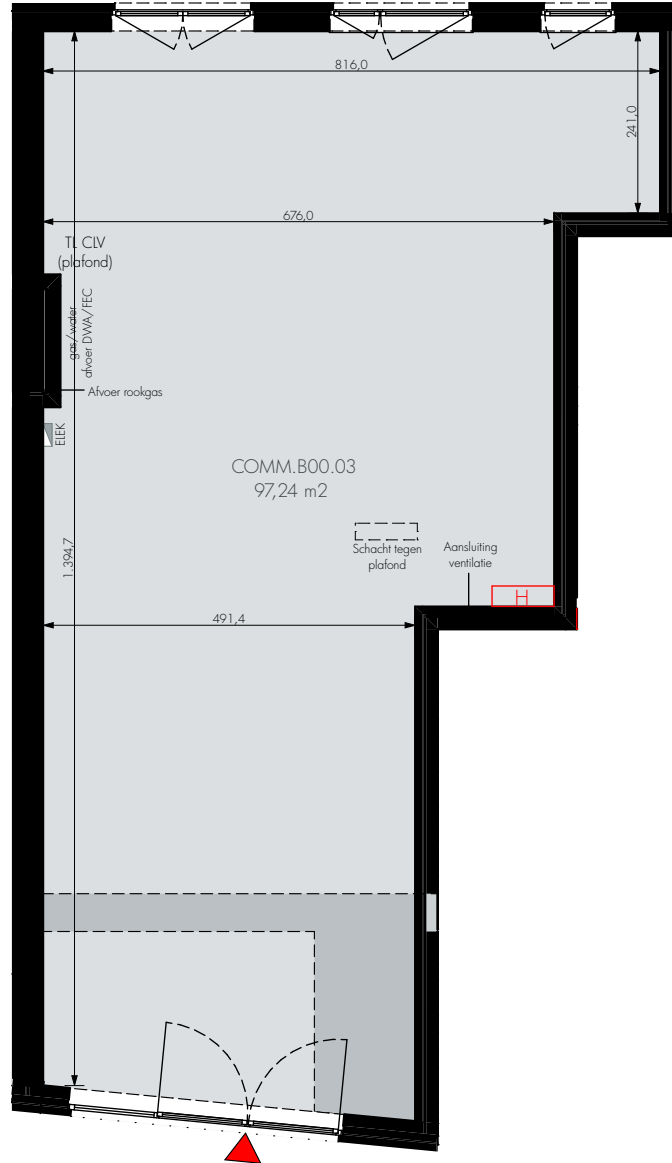 816,0
241,0
676,0
TL CLV
(plafond)
gas/water
afvoer DWA/FEC
Afvoer rookgas
ELEK
COMM.B00.03
97,24 m2
1.394,7
Schacht tegen
plafond
Aansluiting
ventilatie
H
491,4